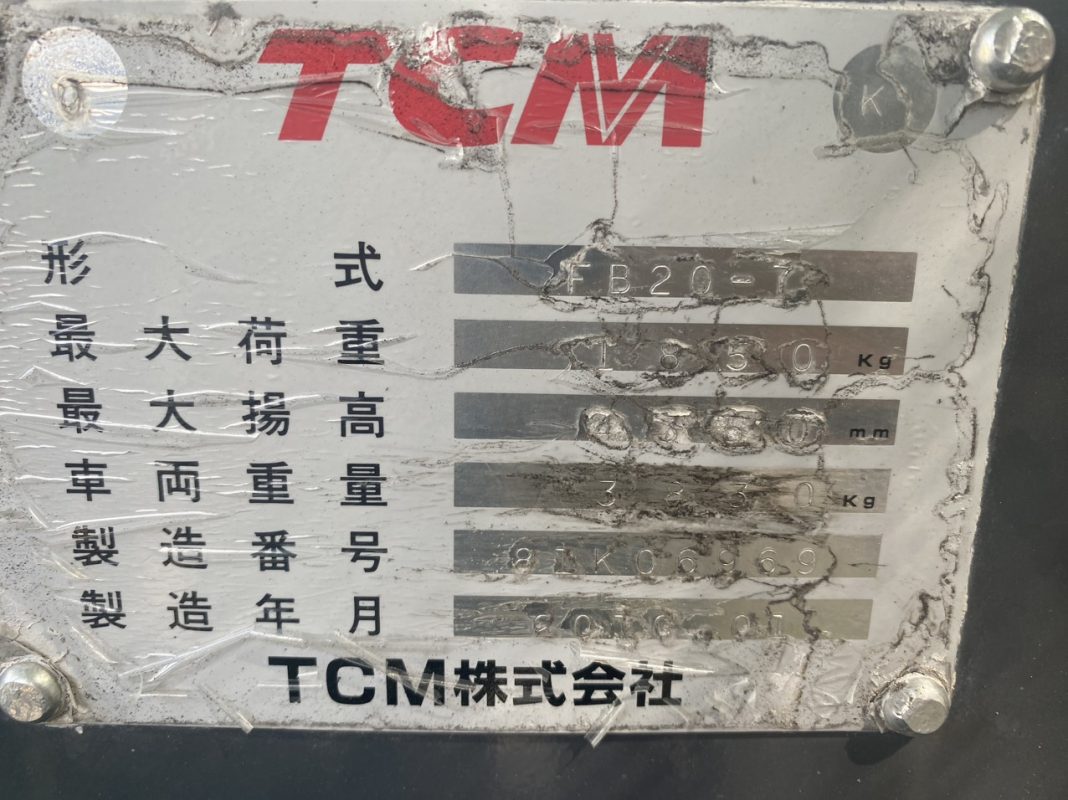 TCM
K
形式 FB20-7
最大荷重 1850 Kg
最大揚高 mm
車両重量 Kg
製造番号
製造年月
TCM株式会社